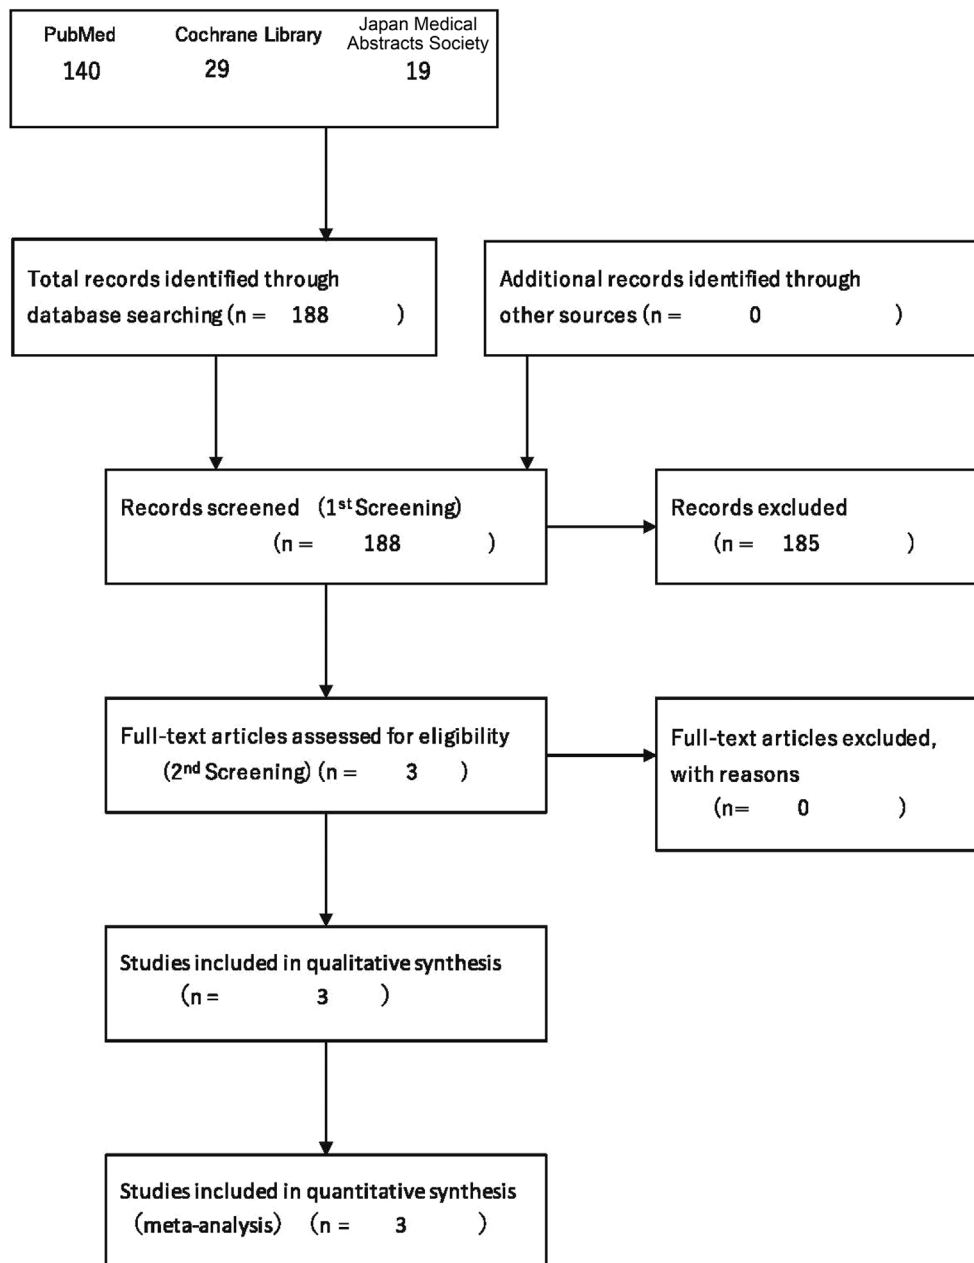 PubMed Cochrane Library Japan Medical
Abstracts Society
140 29 19
Total records identified through
database searching (n = 188 )
Additional records identified through
other sources (n = 0 )
Records screened (1st Screening)
(n = 188 )
Records excluded
(n = 185 )
Full-text articles assessed for eligibility
(2nd Screening) (n = 3 )
Full-text articles excluded,
with reasons
(n= 0 )
Studies included in qualitative synthesis
(n = 3 )
Studies included in quantitative synthesis
(meta-analysis) (n = 3 )